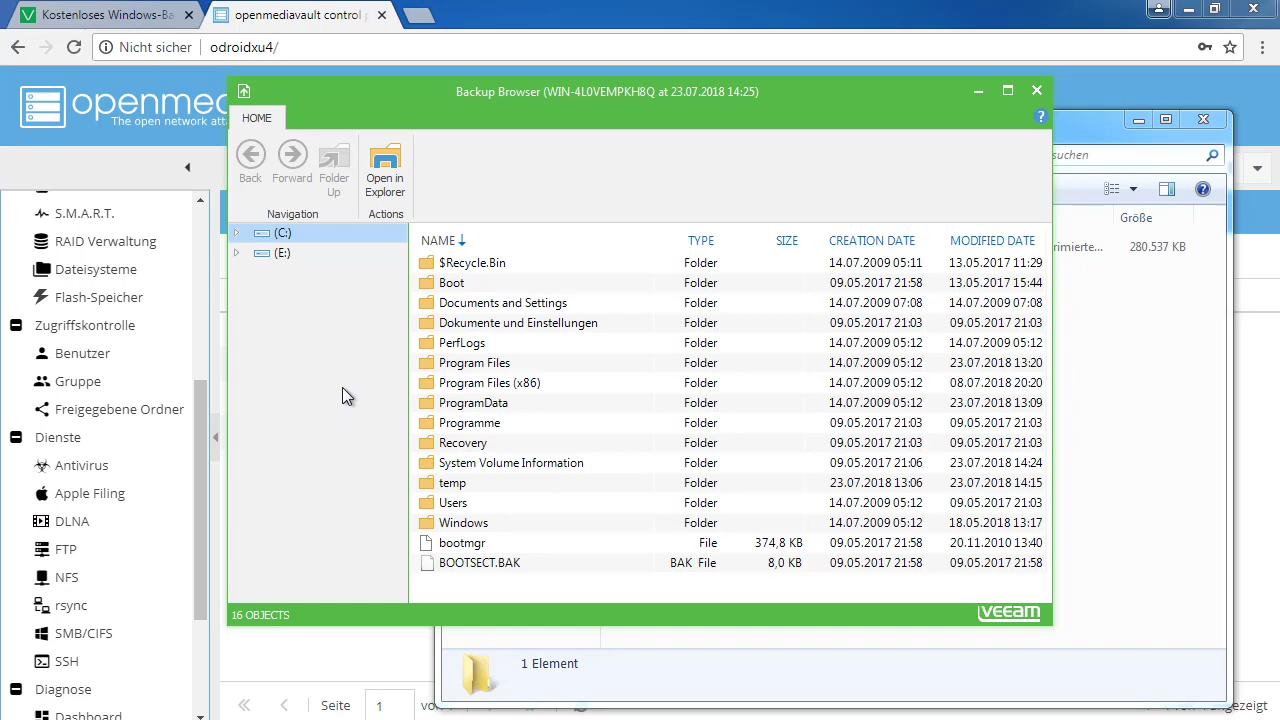 Kostenloses Windows-Ba
openmediavault control
Nicht sicher
odroidxu4/
openmed
The open network att
Backup Browser (WIN-4L0VEMPKH8Q at 23.07.2018 14:25)
HOME
suchen
Back
Forward
Folder Up
Open in Explorer
Navigation
Actions
Größe
rimierte...
280.537 KB
S.M.A.R.T.
RAID Verwaltung
Dateisysteme
Flash-Speicher
Zugriffskontrolle
Benutzer
Gruppe
Freigegebene Ordner
Dienste
Antivirus
Apple Filing
DLNA
FTP
NFS
rsync
SMB/CIFS
SSH
Diagnose
Dashboard
(C:)
(E:)
NAME TYPE SIZE CREATION DATE MODIFIED DATE
$Recycle.Bin Folder 14.07.2009 05:11 13.05.2017 11:29
Boot Folder 09.05.2017 21:58 13.05.2017 15:44
Documents and Settings Folder 14.07.2009 07:08 14.07.2009 07:08
Dokumente und Einstellungen Folder 09.05.2017 21:03 09.05.2017 21:03
PerfLogs Folder 14.07.2009 05:12 14.07.2009 05:12
Program Files Folder 14.07.2009 05:12 23.07.2018 13:20
Program Files (x86) Folder 14.07.2009 05:12 08.07.2018 20:20
ProgramData Folder 14.07.2009 05:12 23.07.2018 13:09
Programme Folder 09.05.2017 21:03 09.05.2017 21:03
Recovery Folder 09.05.2017 21:03 09.05.2017 21:03
System Volume Information Folder 09.05.2017 21:06 23.07.2018 14:24
temp Folder 23.07.2018 13:06 23.07.2018 14:15
Users Folder 14.07.2009 05:12 09.05.2017 21:03
Windows Folder 14.07.2009 05:12 18.05.2018 13:17
bootmgr File 374,8 KB 09.05.2017 21:58 20.11.2010 13:40
BOOTSECT.BAK BAK File 8,0 KB 09.05.2017 21:58 09.05.2017 21:58
16 OBJECTS
veeam
1 Element
Seite 1